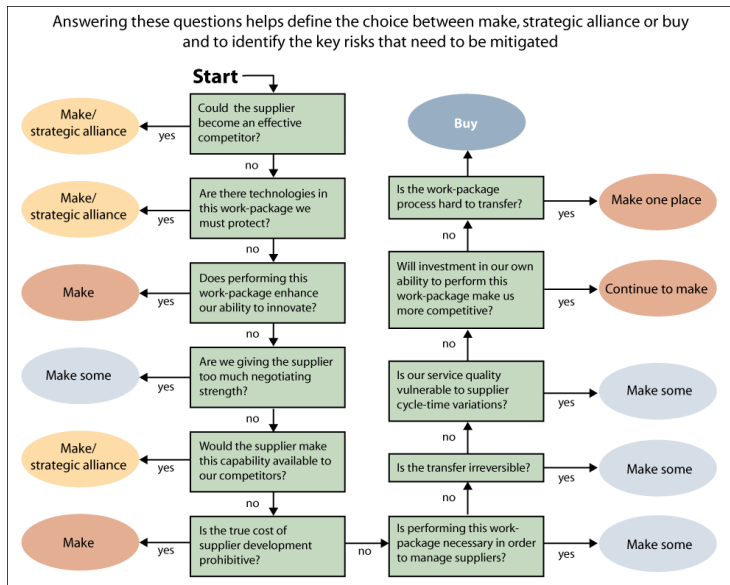 Answering these questions helps define the choice between make, strategic alliance or buy
and to identify the key risks that need to be mitigated
Start
Could the supplier
become an effective
competitor?
yes
Make/
strategic alliance
no
Are there technologies in
this work-package we
must protect?
yes
Make/
strategic alliance
no
Does performing this
work-package enhance
our ability to innovate?
yes
Make
no
Are we giving the supplier
too much negotiating
strength?
yes
Make some
no
Would the supplier make
this capability available to
our competitors?
yes
Make/
strategic alliance
no
Is the true cost of
supplier development
prohibitive?
yes
Make
no
Is performing this work-
package necessary in order
to manage suppliers?
yes
Make some
no
Is the transfer irreversible?
yes
Make some
no
Is our service quality
vulnerable to supplier
cycle-time variations?
yes
Make some
no
Will investment in our own
ability to perform this
work-package make us
more competitive?
yes
Continue to make
no
Is the work-package
process hard to transfer?
yes
Make one place
Buy